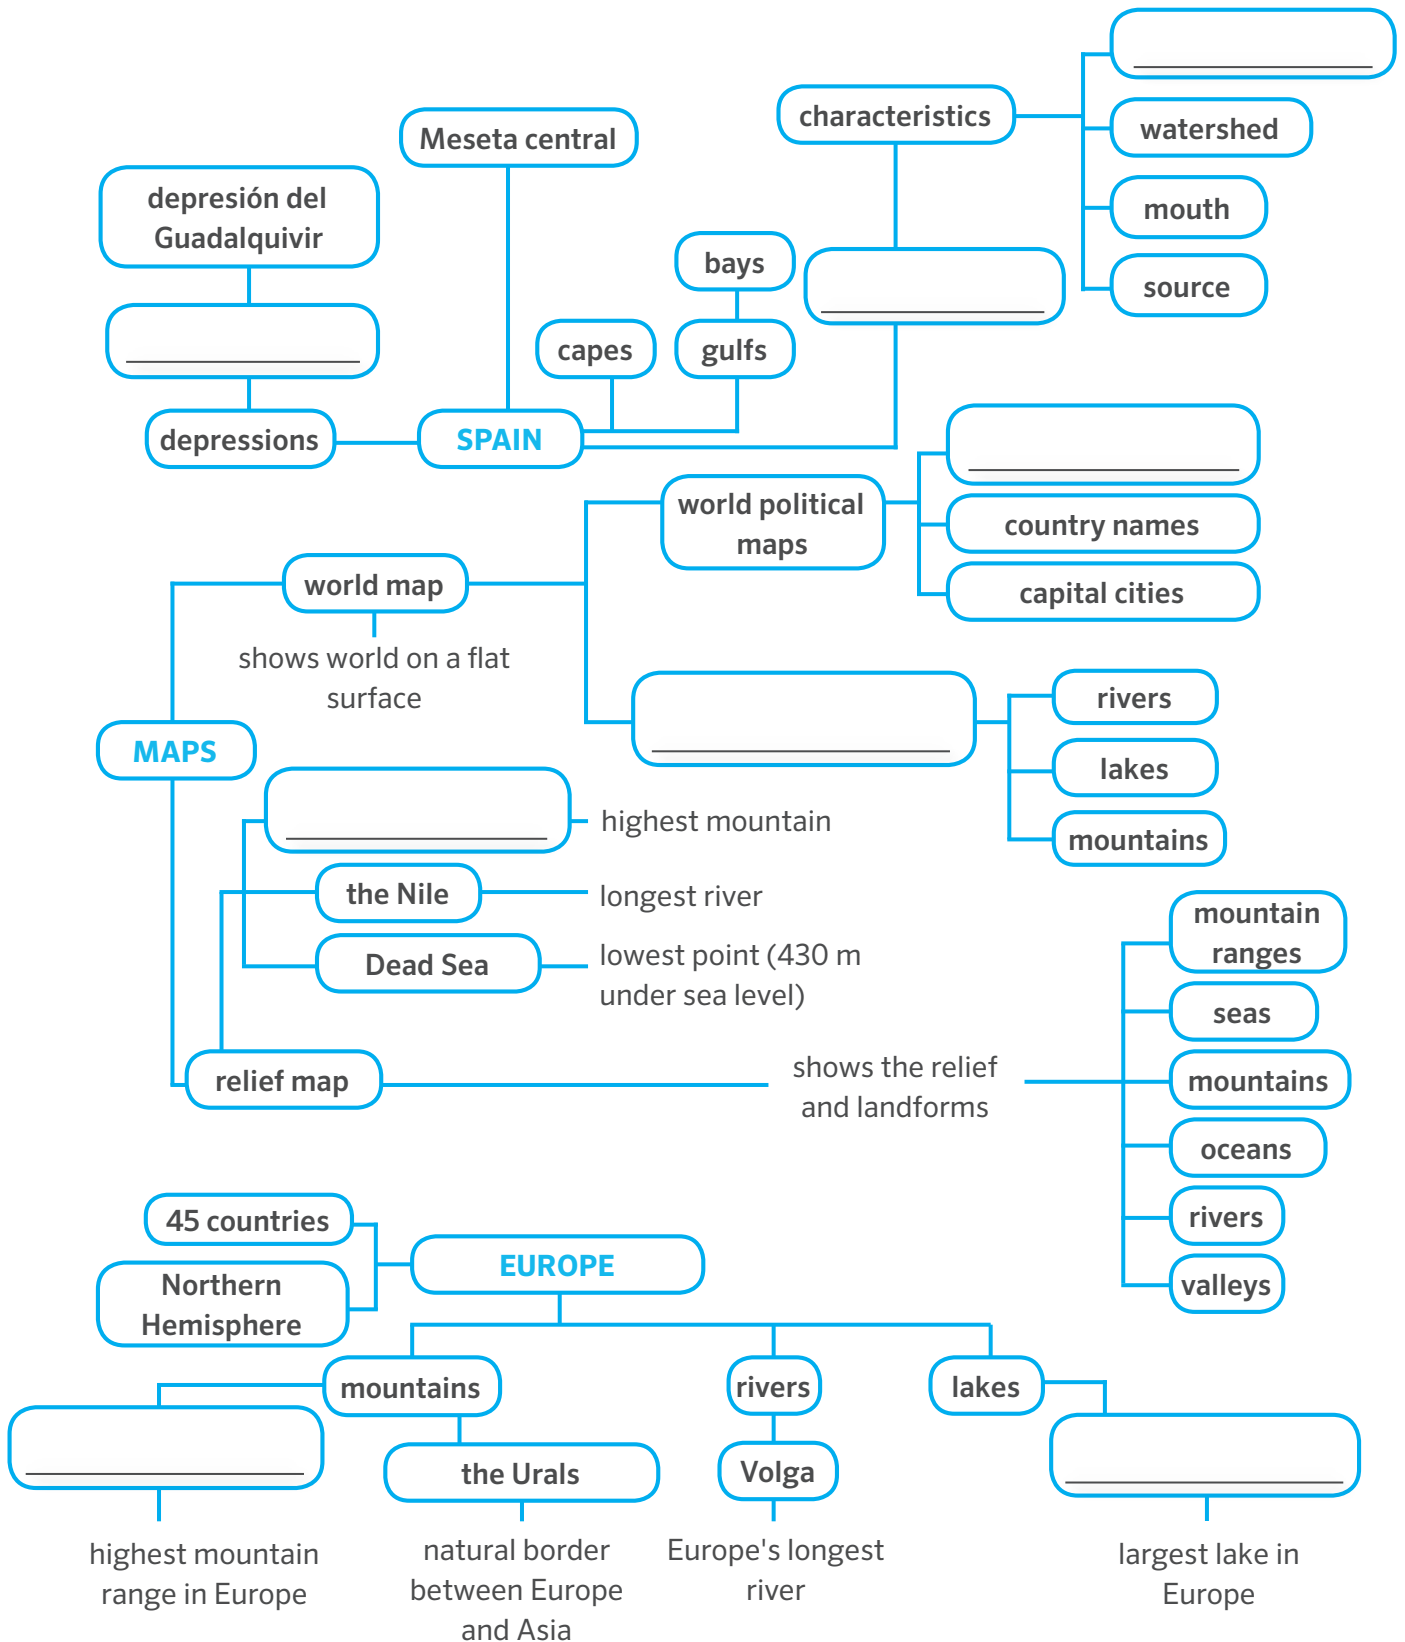 characteristics
watershed
mouth
source
Meseta central
depresión del
Guadalquivir
bays
capes
gulfs
depressions
SPAIN
world political
maps
country names
capital cities
world map
shows world on a flat
surface
rivers
lakes
mountains
MAPS
highest mountain
the Nile
longest river
Dead Sea
lowest point (430 m
under sea level)
relief map
shows the relief
and landforms
mountain
ranges
seas
mountains
oceans
rivers
valleys
45 countries
Northern
Hemisphere
EUROPE
mountains
rivers
lakes
the Urals
Volga
highest mountain
range in Europe
natural border
between Europe
and Asia
Europe's longest
river
largest lake in
Europe